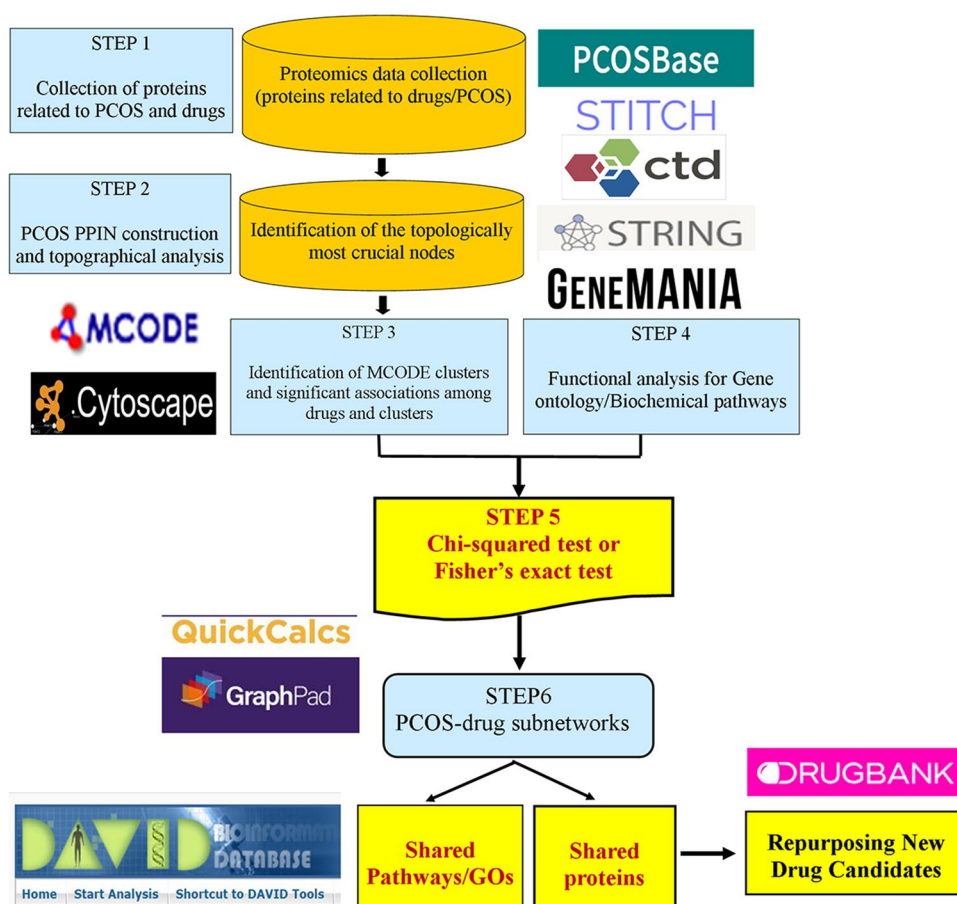 STEP 1
Collection of proteins
related to PCOS and drugs
Proteomics data collection
(proteins related to drugs/PCOS)
PCOSBase
STITCH
ctd
STEP 2
PCOS PPIN construction
and topographical analysis
Identification of the topologically
most crucial nodes
STRING
GENEMANIA
MCODE
Cytoscape
STEP 3
Identification of MCODE clusters
and significant associations among
drugs and clusters
STEP 4
Functional analysis for Gene
ontology/Biochemical pathways
STEP 5
Chi-squared test or
Fisher's exact test
QuickCalcs
GraphPad
STEP6
PCOS-drug subnetworks
DRUGBANK
DAVID
BIOINFORMAT
DATABASE
Home Start Analysis Shortcut to DAVID Tools
Shared
Pathways/GOs
Shared
proteins
Repurposing New
Drug Candidates